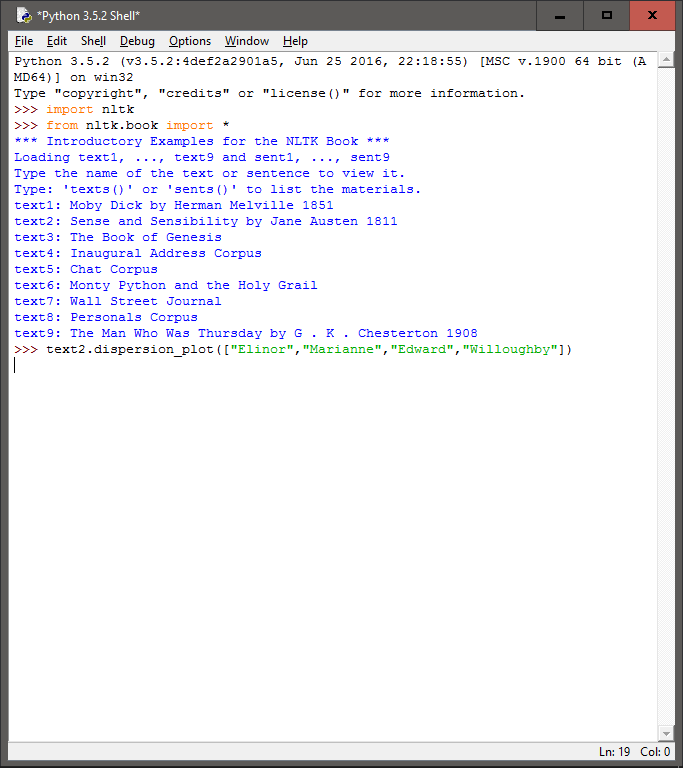 *Python 3.5.2 Shell*
File Edit Shell Debug Options Window Help
Python 3.5.2 (v3.5.2:4def2a2901a5, Jun 25 2016, 22:18:55) [MSC v.1900 64 bit (A
MD64)] on win32
Type "copyright", "credits" or "license()" for more information.
>>> import nltk
>>> from nltk.book import *
*** Introductory Examples for the NLTK Book ***
Loading text1, ..., text9 and sent1, ..., sent9
Type the name of the text or sentence to view it.
Type: 'texts()' or 'sents()' to list the materials.
text1: Moby Dick by Herman Melville 1851
text2: Sense and Sensibility by Jane Austen 1811
text3: The Book of Genesis
text4: Inaugural Address Corpus
text5: Chat Corpus
text6: Monty Python and the Holy Grail
text7: Wall Street Journal
text8: Personals Corpus
text9: The Man Who Was Thursday by G . K . Chesterton 1908
>>> text2.dispersion_plot(["Elinor","Marianne","Edward","Willoughby"])
Ln: 19 Col: 0